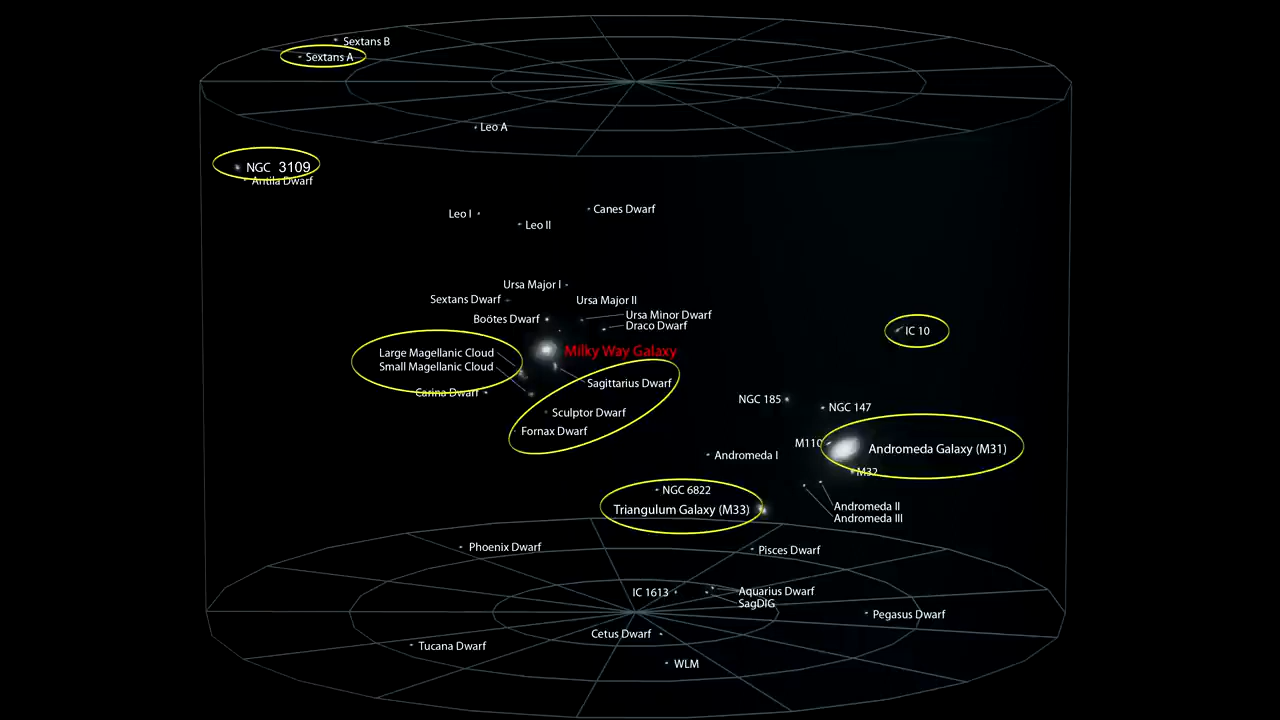 Sextans B
Sextans A
Leo A
NGC 3109
Antila Dwarf
Leo I
Canes Dwarf
Leo II
Ursa Major I
Sextans Dwarf
Ursa Major II
Boötes Dwarf
Ursa Minor Dwarf
Draco Dwarf
IC 10
Large Magellanic Cloud
Milky Way Galaxy
Small Magellanic Cloud
Sagittarius Dwarf
Carina Dwarf
NGC 185
NGC 147
Sculptor Dwarf
Fornax Dwarf
M110
Andromeda Galaxy (M31)
Andromeda I
M32
NGC 6822
Triangulum Galaxy (M33)
Andromeda II
Andromeda III
Phoenix Dwarf
Pisces Dwarf
IC 1613
Aquarius Dwarf
SagDIG
Pegasus Dwarf
Cetus Dwarf
Tucana Dwarf
WLM